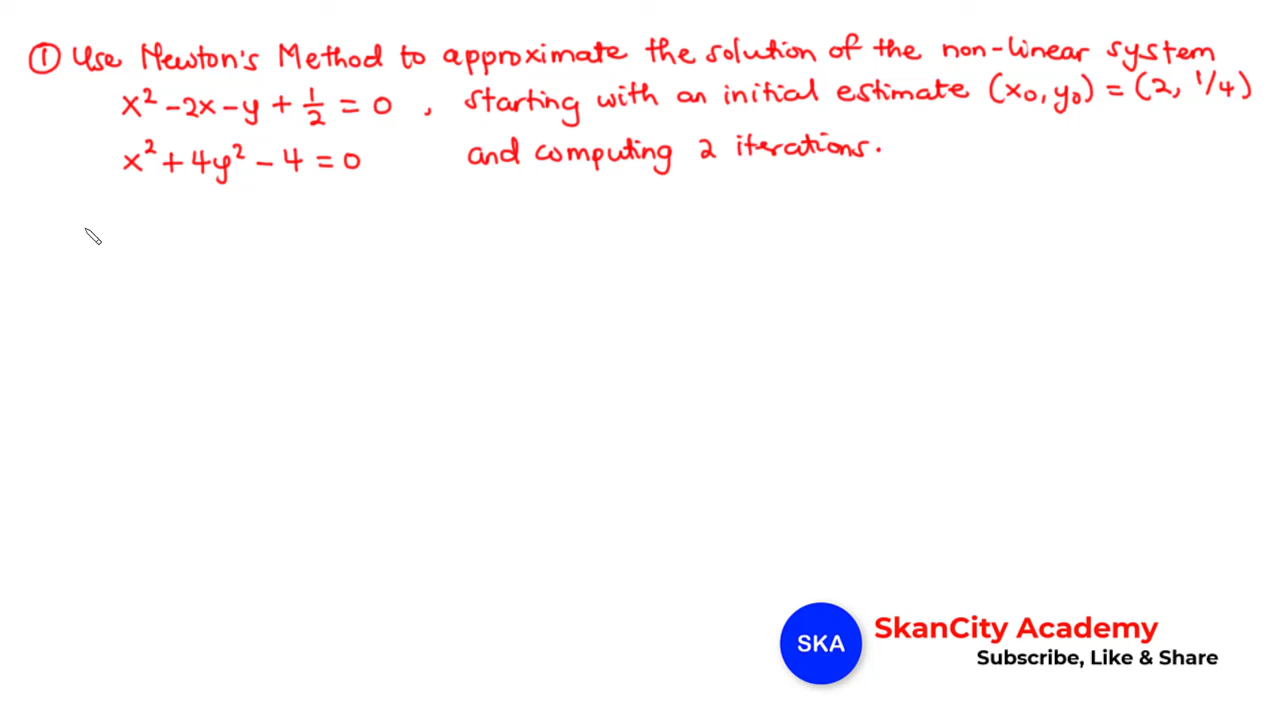 ① Use Newton's Method to approximate the solution of the non-linear system
x² - 2x - y + 1/2 = 0 , starting with an initial estimate (x₀, y₀) = (2, 1/4)
x² + 4y² - 4 = 0 and computing 2 iterations.
SKA
SkanCity Academy
Subscribe, Like & Share